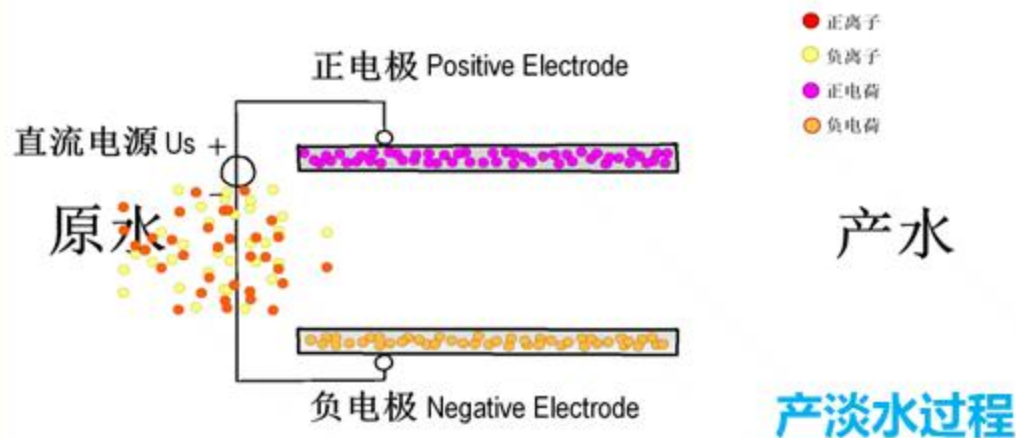 正离子
负离子
正电荷
负电荷
正电极 Positive Electrode
直流电源 Us +
-
原水
产水
负电极 Negative Electrode
产淡水过程